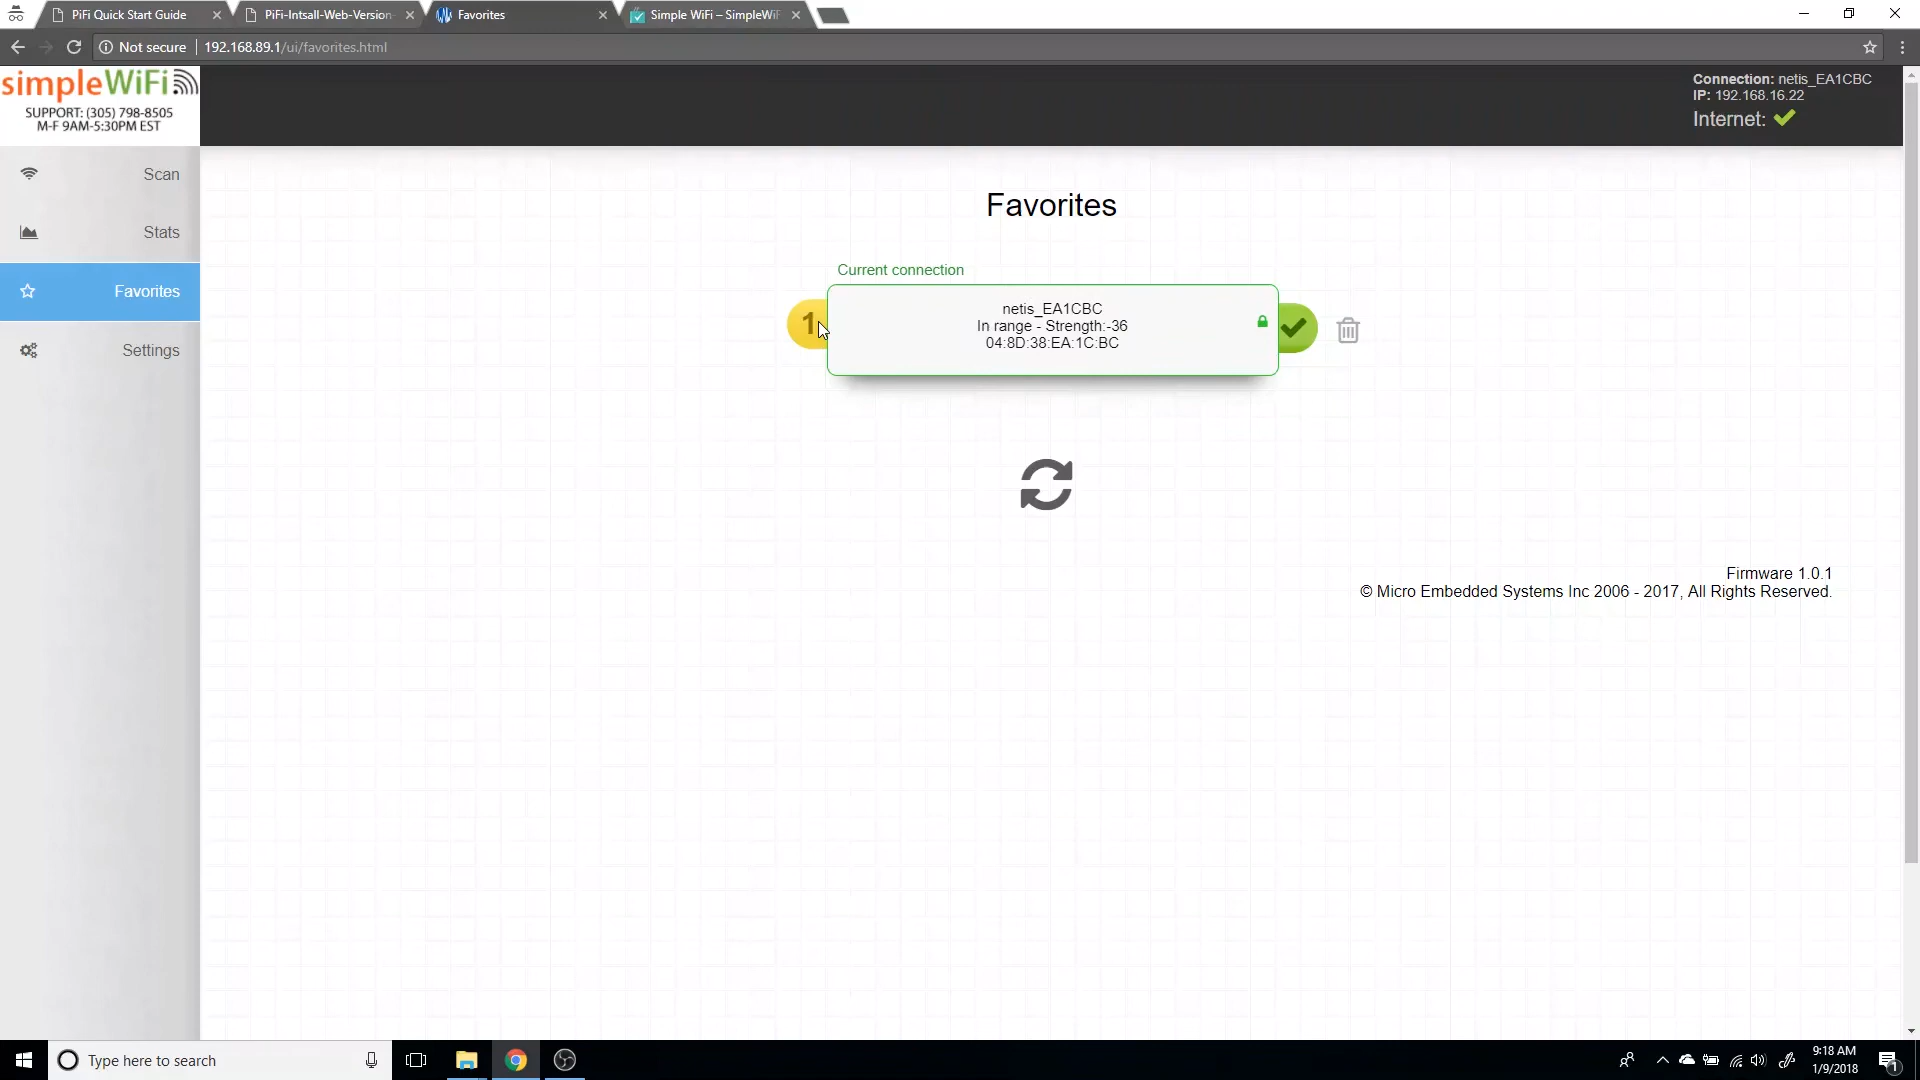 PiFi Quick Start Guide
PiFi-Intsall-Web-Version
Favorites
Simple WiFi – SimpleWiF
Not secure
192.168.89.1/ui/favorites.html
simpleWiFi
SUPPORT: (305) 798-8505
M-F 9AM-5:30PM EST
Connection: netis_EA1CBC
IP: 192.168.16.22
Internet:
Scan
Stats
Favorites
Settings
Favorites
Current connection
1
netis_EA1CBC
In range - Strength:-36
04:8D:38:EA:1C:BC
Firmware 1.0.1
© Micro Embedded Systems Inc 2006 - 2017, All Rights Reserved.
Type here to search
9:18 AM
1/9/2018
1